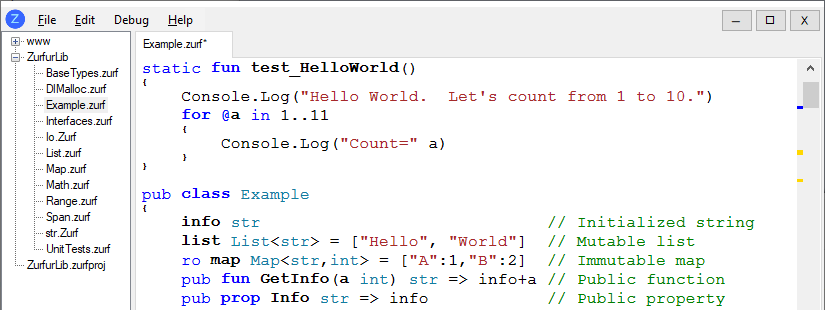 Z File Edit Debug Help X
www
ZurfurLib
BaseTypes.zurf
DlMalloc.zurf
Example.zurf
Interfaces.zurf
Io.Zurf
List.zurf
Map.zurf
Math.zurf
Range.zurf
Span.zurf
str.Zurf
UnitTests.zurf
ZurfurLib.zurfproj
Example.zurf*
static fun test_HelloWorld()
{
Console.Log("Hello World.  Let's count from 1 to 10.")
for @a in 1..11
{
Console.Log("Count=" a)
}
}
pub class Example
{
info str // Initialized string
list List<str> = ["Hello", "World"] // Mutable list
ro map Map<str,int> = ["A":1,"B":2] // Immutable map
pub fun GetInfo(a int) str => info+a // Public function
pub prop Info str => info // Public property